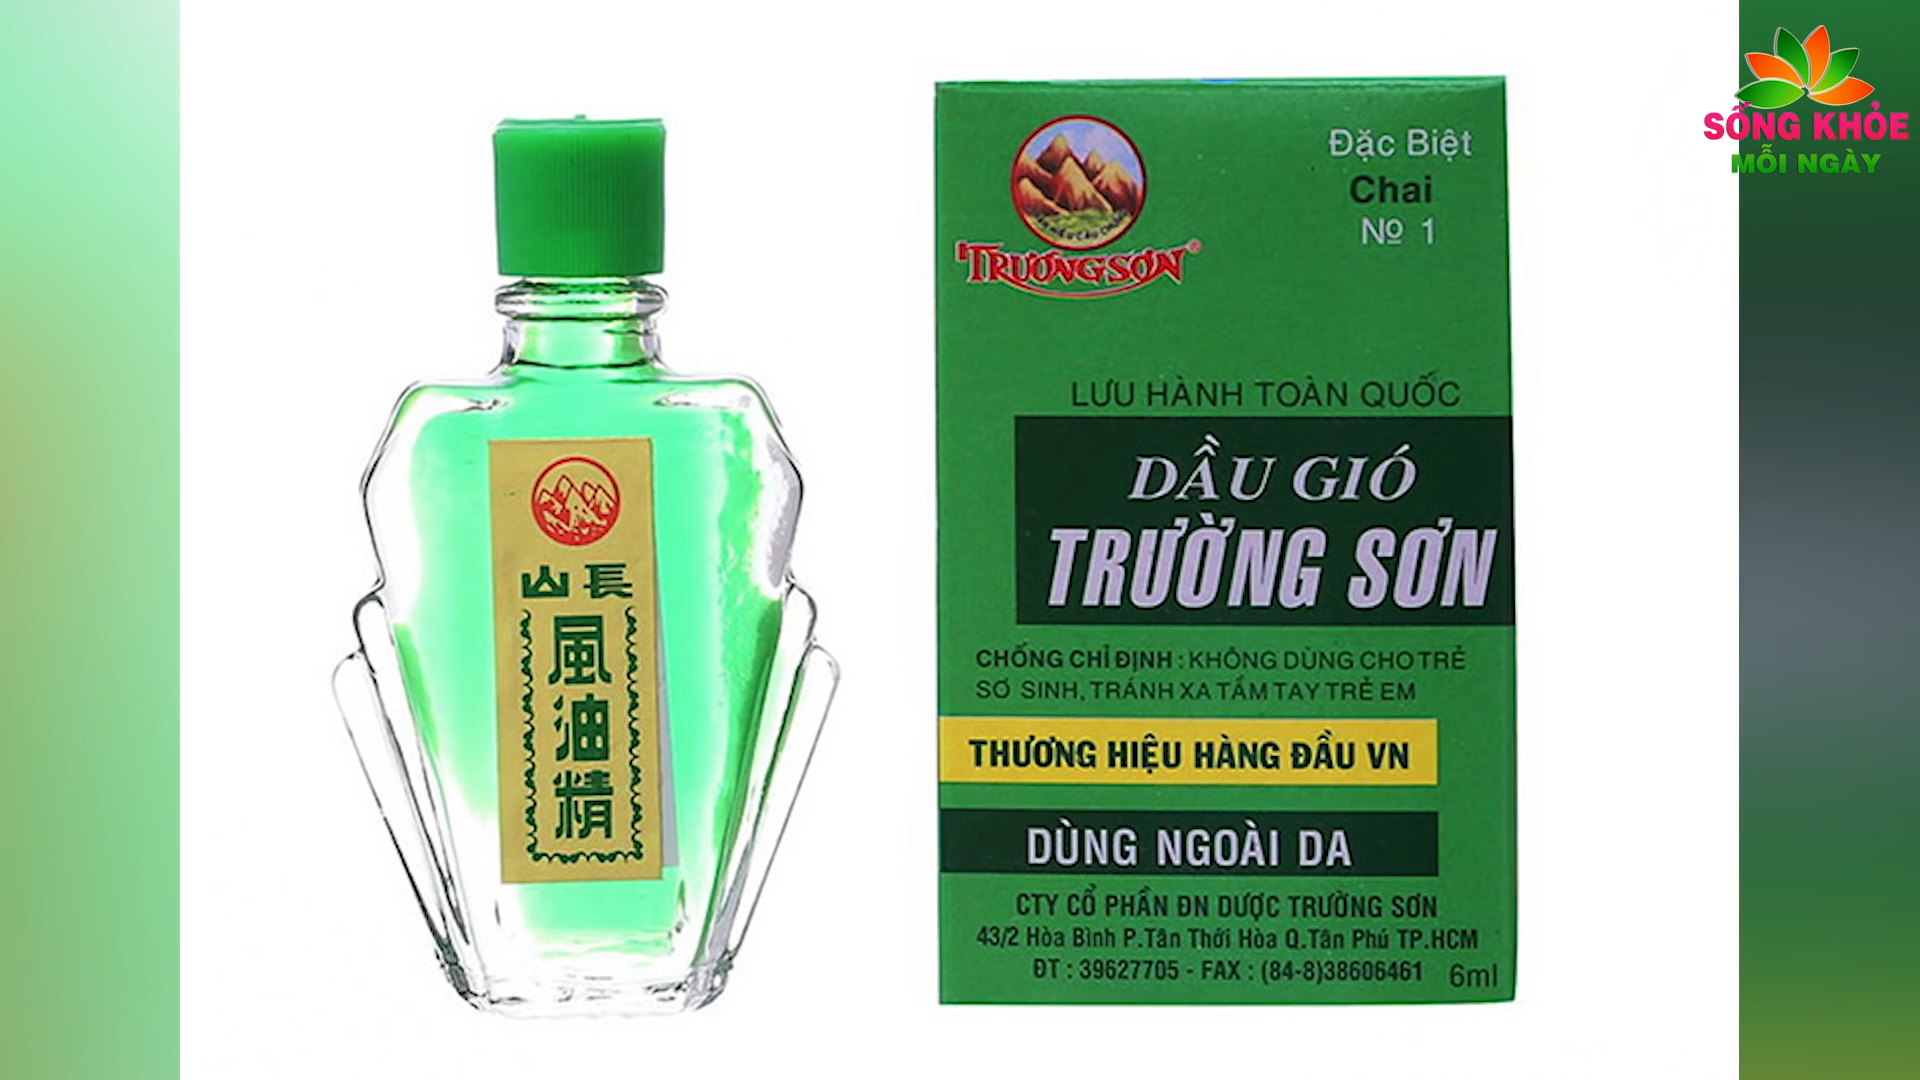 山長
風油精
TRƯỜNGSƠN®
Đặc Biệt
Chai
№ 1
LƯU HÀNH TOÀN QUỐC
DẦU GIÓ
TRƯỜNG SƠN
CHỐNG CHỈ ĐỊNH : KHÔNG DÙNG CHO TRẺ
SƠ SINH, TRÁNH XA TẦM TAY TRẺ EM
THƯƠNG HIỆU HÀNG ĐẦU VN
DÙNG NGOÀI DA
CTY CỔ PHẦN ĐN DƯỢC TRƯỜNG SƠN
43/2 Hòa Bình P.Tân Thới Hòa Q.Tân Phú TP.HCM
ĐT : 39627705 - FAX : (84-8)38606461
6ml
SỐNG KHỎE
MỖI NGÀY